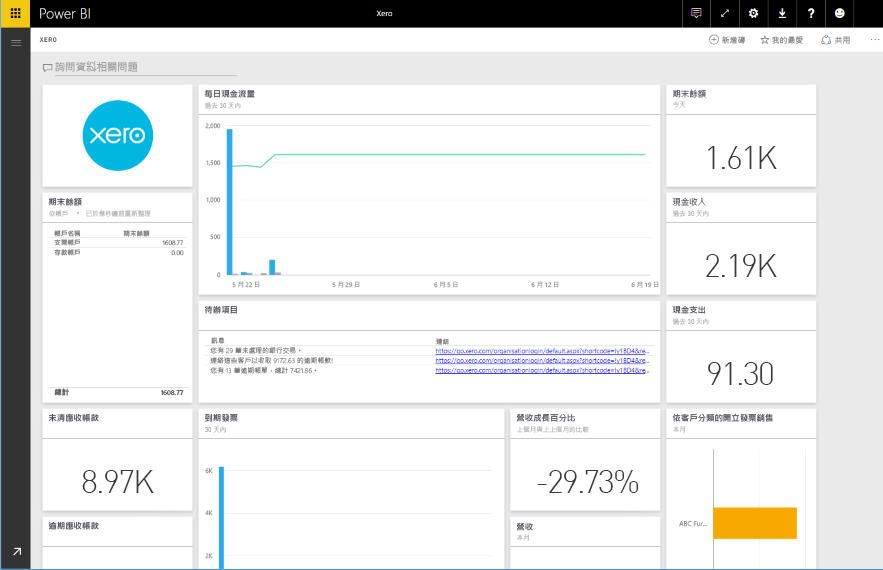 Power BI
Xero
XERO
新增磚
我的最愛
共用
詢問資料相關問題
xero
每日現金流量
過去 30 天內
2,000
1,500
1,000
500
0
5 月 22 日
5 月 29 日
6 月 5 日
6 月 12 日
6 月 19 日
期末餘額
今天
1.61K
期末餘額
依帳戶 • 已於幾秒鐘前重新整理
帳戶名稱 期末餘額
支票帳戶 1608.77
存款帳戶 0.00
總計 1608.77
現金收入
過去 30 天內
2.19K
待辦項目
訊息 連結
您有 29 筆未處理的銀行交易。 https://go.xero.com/organisationlogin/default.aspx?shortcode=!y1BD4&re...
連絡這些客戶以收取 9172.63 的逾期帳款! https://go.xero.com/organisationlogin/default.aspx?shortcode=!y1BD4&re...
您有 13 筆逾期帳單，總計 7421.86。 https://go.xero.com/organisationlogin/default.aspx?shortcode=!y1BD4&re...
現金支出
過去 30 天內
91.30
未清應收帳款
8.97K
到期發票
30 天內
6K
4K
2K
營收成長百分比
上個月與上上個月的比較
-29.73%
依客戶分類的開立發票銷售
本月
ABC Fur...
逾期應收帳款
營收
本月